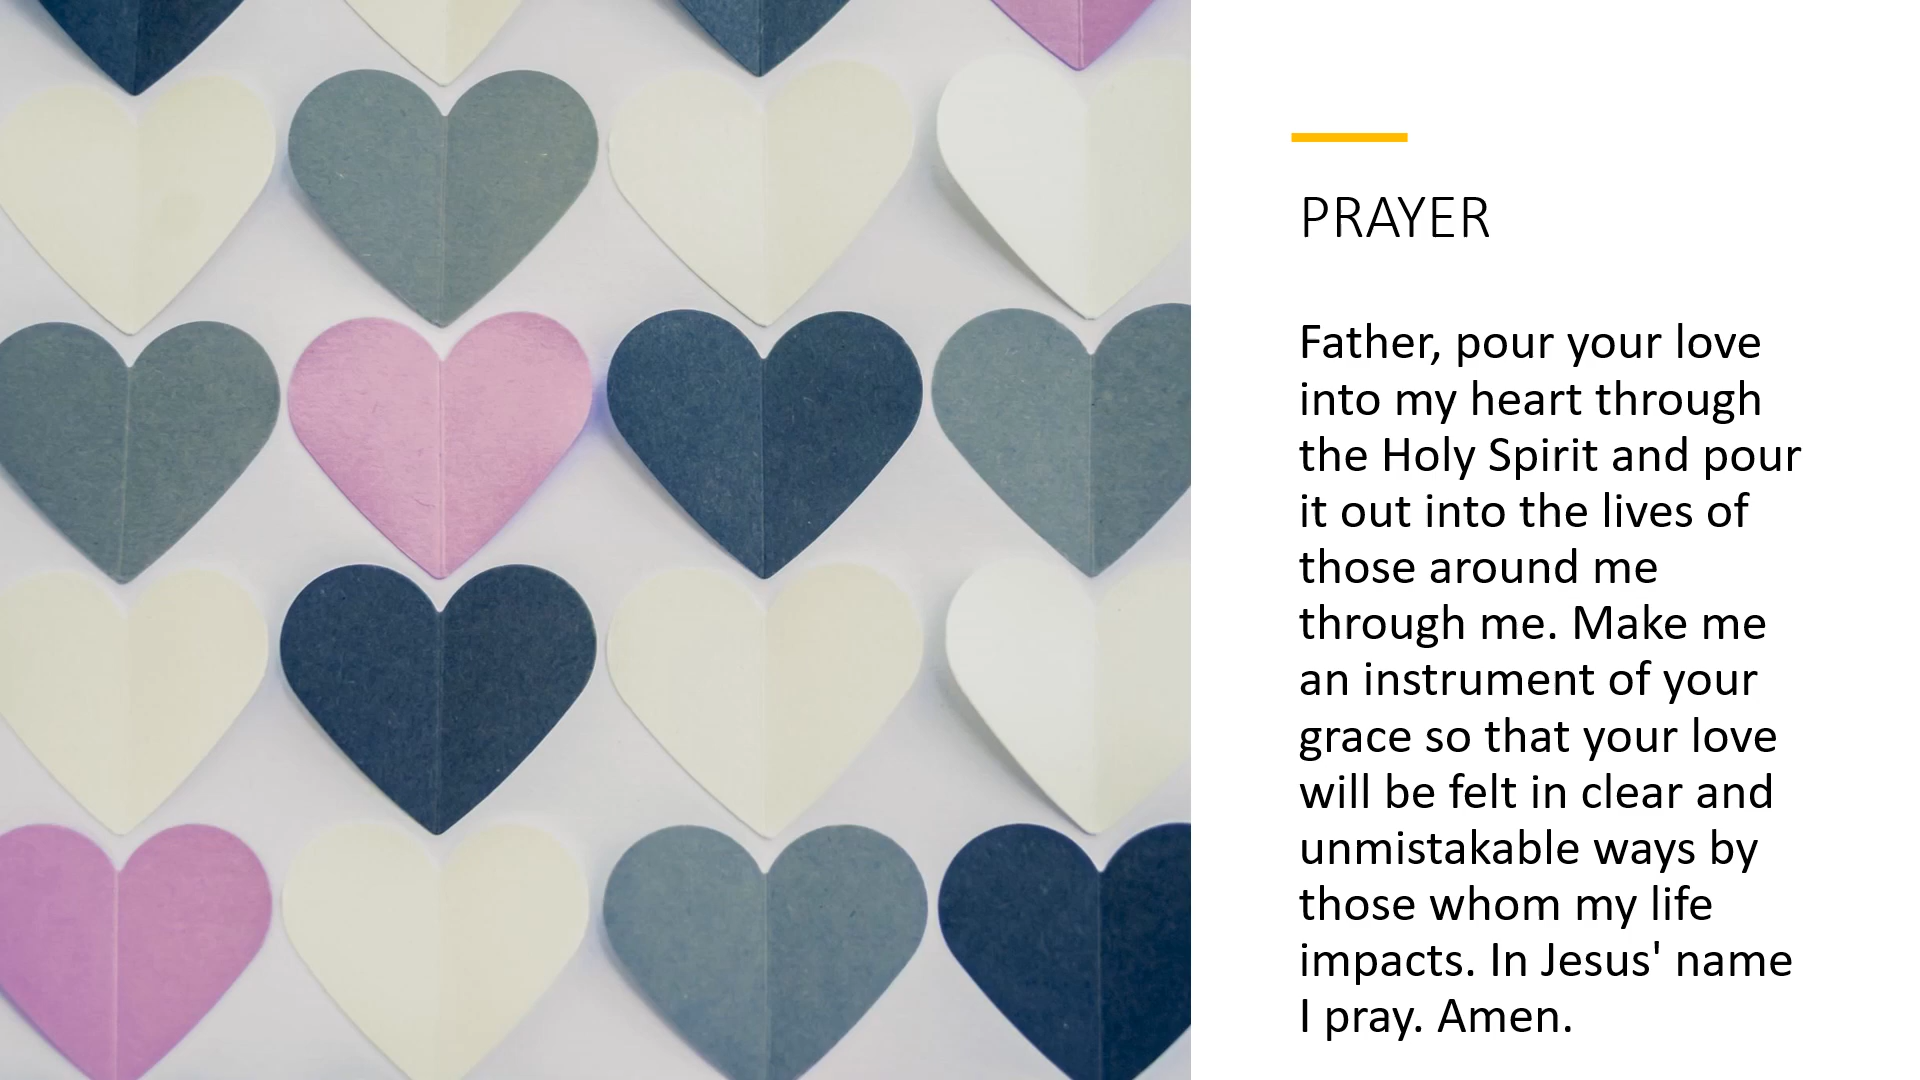 PRAYER
Father, pour your love
into my heart through
the Holy Spirit and pour
it out into the lives of
those around me
through me. Make me
an instrument of your
grace so that your love
will be felt in clear and
unmistakable ways by
those whom my life
impacts. In Jesus' name
I pray. Amen.